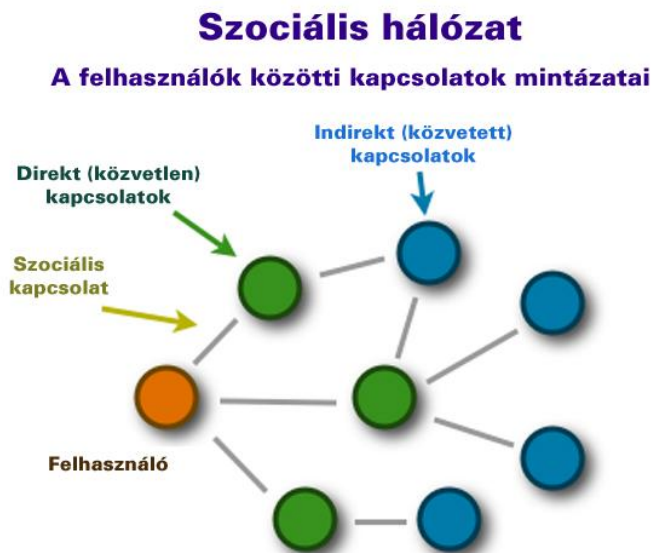 Szociális hálózat
A felhasználók közötti kapcsolatok mintázatai
Indirekt (közvetett)
kapcsolatok
Direkt (közvetlen)
kapcsolatok
Szociális
kapcsolat
Felhasználó